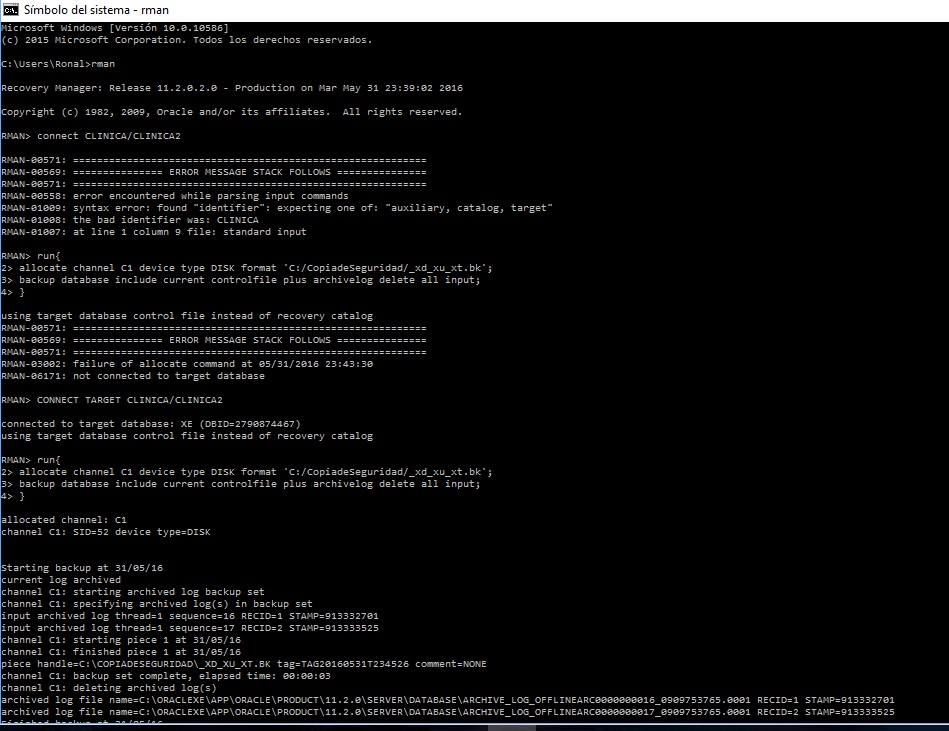 Símbolo del sistema - rman
Microsoft Windows [Versión 10.0.10586]
(c) 2015 Microsoft Corporation. Todos los derechos reservados.
C:\Users\Ronal>rman
Recovery Manager: Release 11.2.0.2.0 - Production on Mar May 31 23:39:02 2016
Copyright (c) 1982, 2009, Oracle and/or its affiliates.  All rights reserved.
RMAN> connect CLINICA/CLINICA2
RMAN-00571: ===========================================================
RMAN-00569: =============== ERROR MESSAGE STACK FOLLOWS ===============
RMAN-00571: ===========================================================
RMAN-00558: error encountered while parsing input commands
RMAN-01009: syntax error: found "identifier": expecting one of: "auxiliary, catalog, target"
RMAN-01008: the bad identifier was: CLINICA
RMAN-01007: at line 1 column 9 file: standard input
RMAN> run{
2> allocate channel C1 device type DISK format 'C:/CopiadeSeguridad/_xd_xu_xt.bk';
3> backup database include current controlfile plus archivelog delete all input;
4> }
using target database control file instead of recovery catalog
RMAN-00571: ===========================================================
RMAN-00569: =============== ERROR MESSAGE STACK FOLLOWS ===============
RMAN-00571: ===========================================================
RMAN-03002: failure of allocate command at 05/31/2016 23:43:30
RMAN-06171: not connected to target database
RMAN> CONNECT TARGET CLINICA/CLINICA2
connected to target database: XE (DBID=2790874467)
using target database control file instead of recovery catalog
RMAN> run{
2> allocate channel C1 device type DISK format 'C:/CopiadeSeguridad/_xd_xu_xt.bk';
3> backup database include current controlfile plus archivelog delete all input;
4> }
allocated channel: C1
channel C1: SID=52 device type=DISK
Starting backup at 31/05/16
current log archived
channel C1: starting archived log backup set
channel C1: specifying archived log(s) in backup set
input archived log thread=1 sequence=16 RECID=1 STAMP=913332701
input archived log thread=1 sequence=17 RECID=2 STAMP=913333525
channel C1: starting piece 1 at 31/05/16
channel C1: finished piece 1 at 31/05/16
piece handle=C:\COPIADESEGURIDAD\_XD_XU_XT.BK tag=TAG20160531T234526 comment=NONE
channel C1: backup set complete, elapsed time: 00:00:03
channel C1: deleting archived log(s)
archived log file name=C:\ORACLEXE\APP\ORACLE\PRODUCT\11.2.0\SERVER\DATABASE\ARCHIVE_LOG_OFFLINEARC0000000016_0909753765.0001 RECID=1 STAMP=913332701
archived log file name=C:\ORACLEXE\APP\ORACLE\PRODUCT\11.2.0\SERVER\DATABASE\ARCHIVE_LOG_OFFLINEARC0000000017_0909753765.0001 RECID=2 STAMP=913333525
Finished backup at 31/05/16